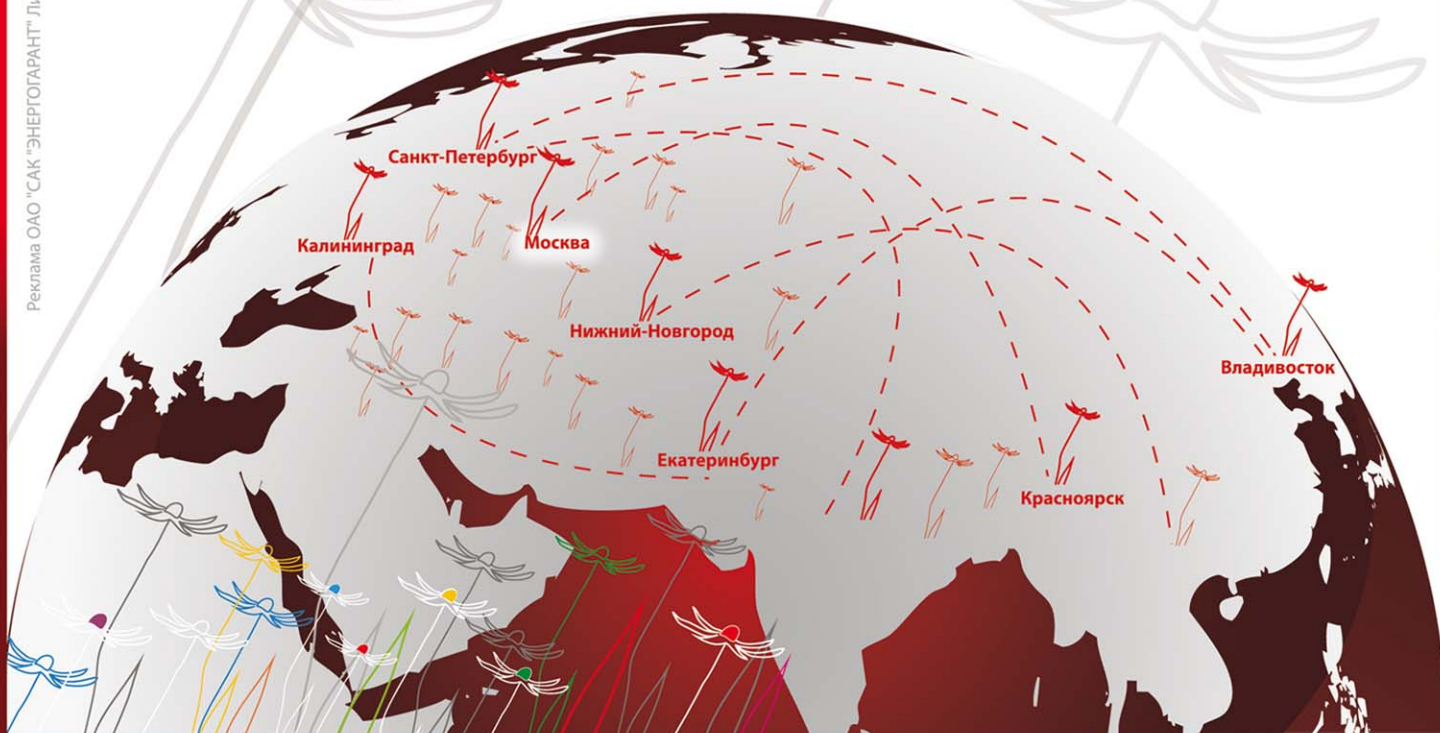 Реклама ОАО "САК "ЭНЕРГОГАРАНТ"
Санкт-Петербург
Калининград
Москва
Нижний-Новгород
Владивосток
Екатеринбург
Красноярск